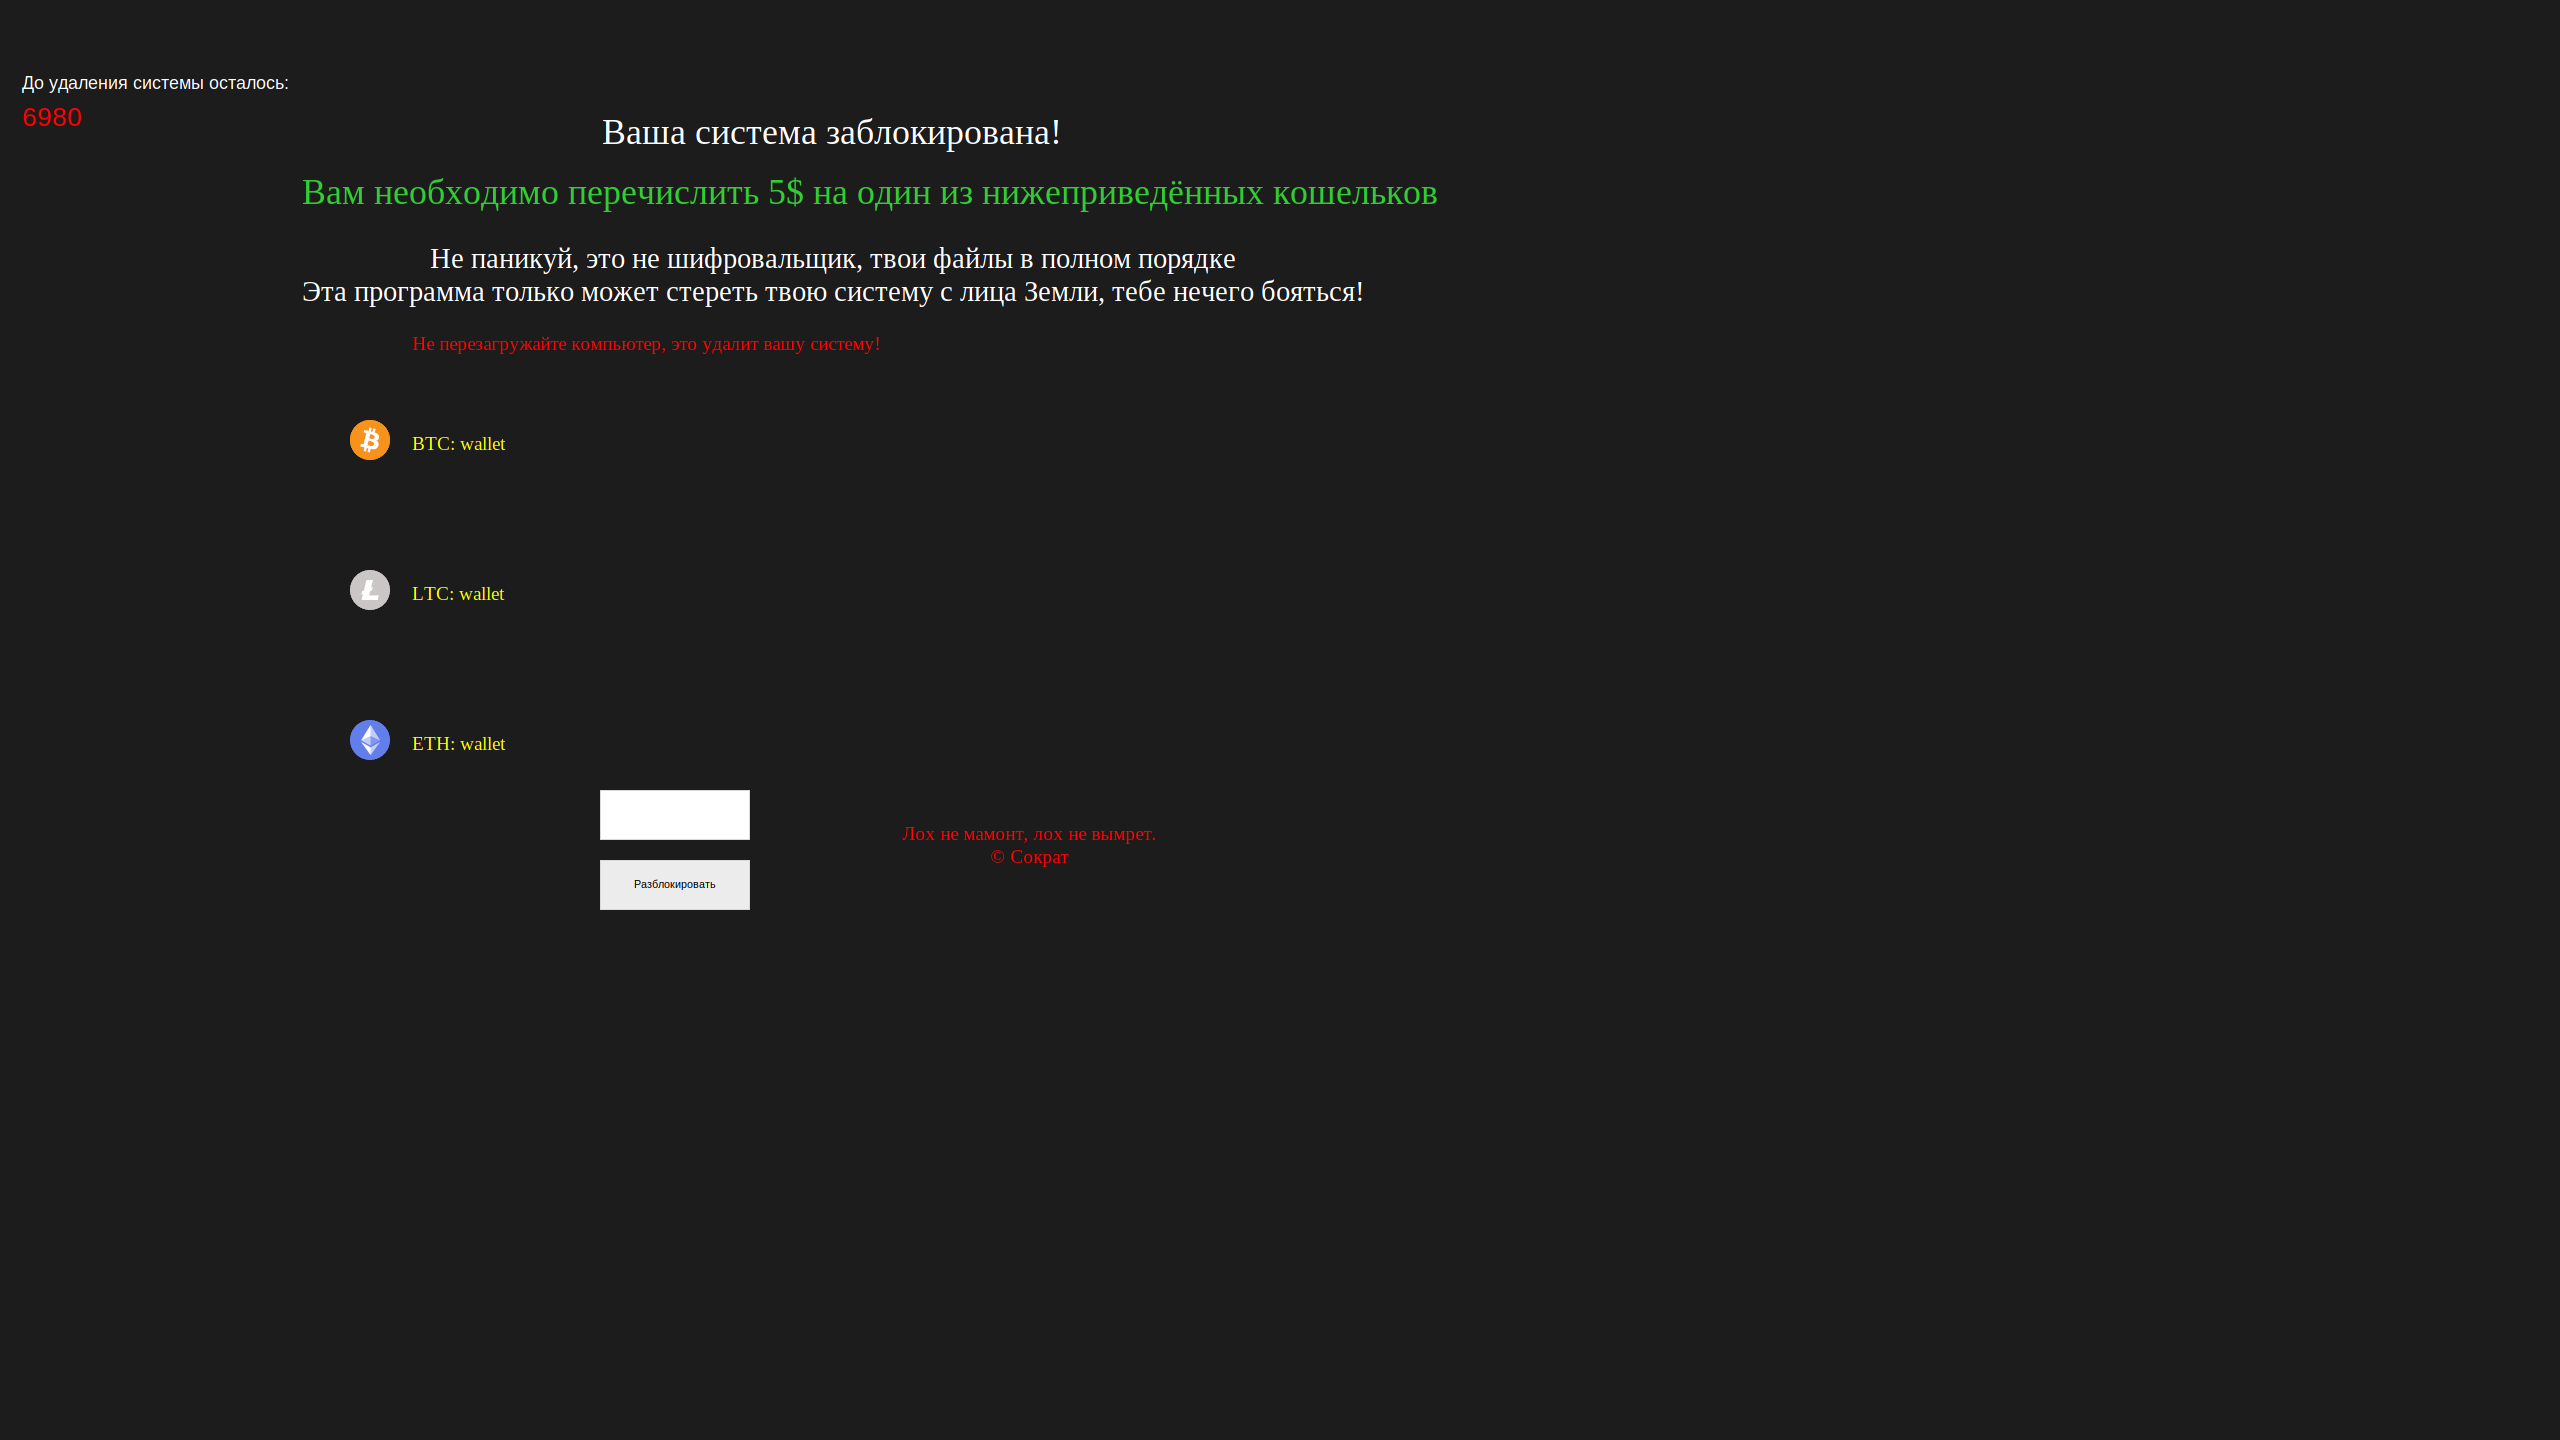 До удаления системы осталось:
6980
Ваша система заблокирована!
Вам необходимо перечислить 5$ на один из нижеприведённых кошельков
Не паникуй, это не шифровальщик, твои файлы в полном порядке
Эта программа только может стереть твою систему с лица Земли, тебе нечего бояться!
Не перезагружайте компьютер, это удалит вашу систему!
BTC: wallet
LTC: wallet
ETH: wallet
Лох не мамонт, лох не вымрет.
© Сократ
Разблокировать